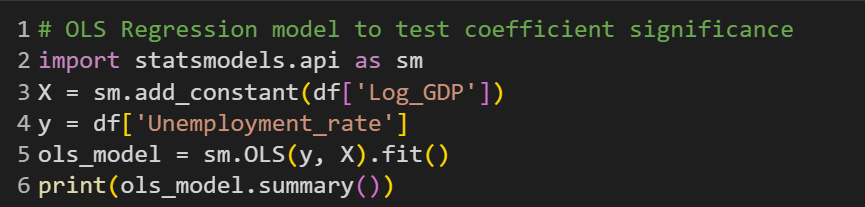 1 # OLS Regression model to test coefficient significance
2 import statsmodels.api as sm
3 X = sm.add_constant(df['Log_GDP'])
4 y = df['Unemployment_rate']
5 ols_model = sm.OLS(y, X).fit()
6 print(ols_model.summary())